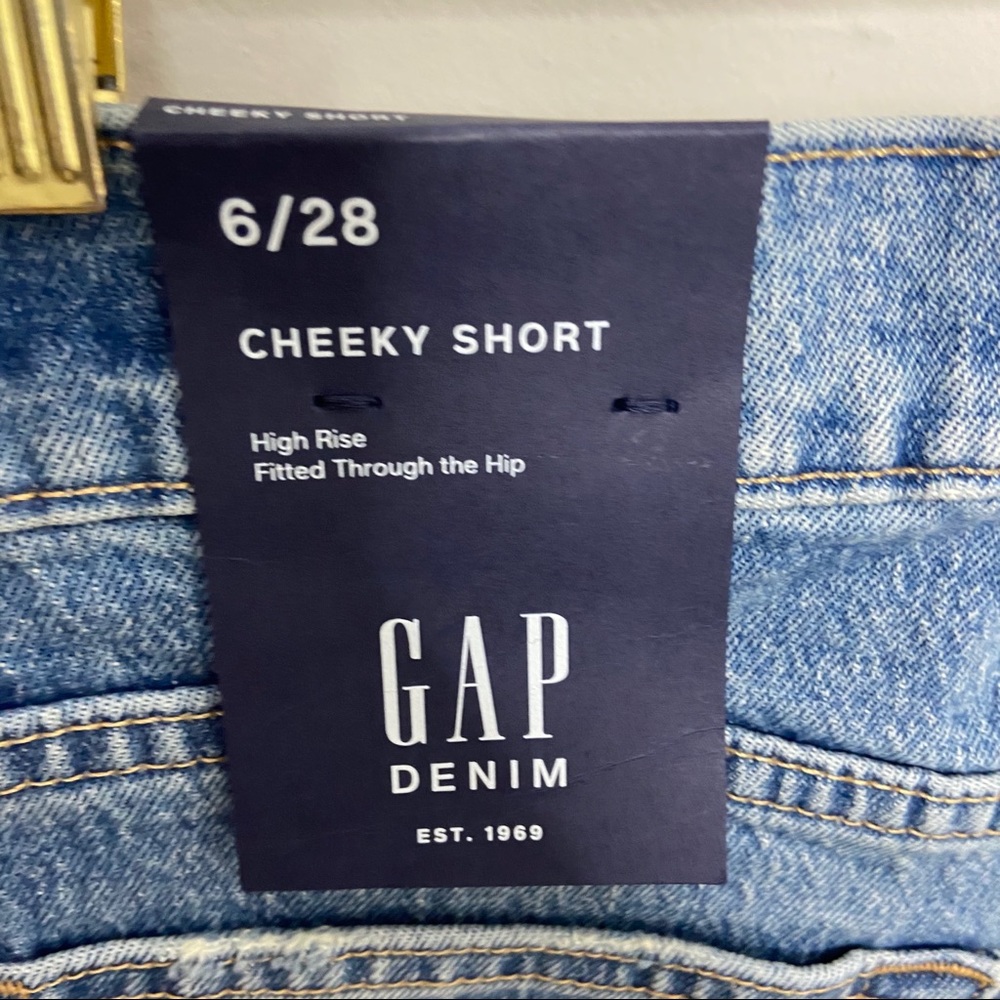 CHEEKY SHORT
6/28
CHEEKY SHORT
High Rise
Fitted Through the Hip
GAP
DENIM
EST. 1969